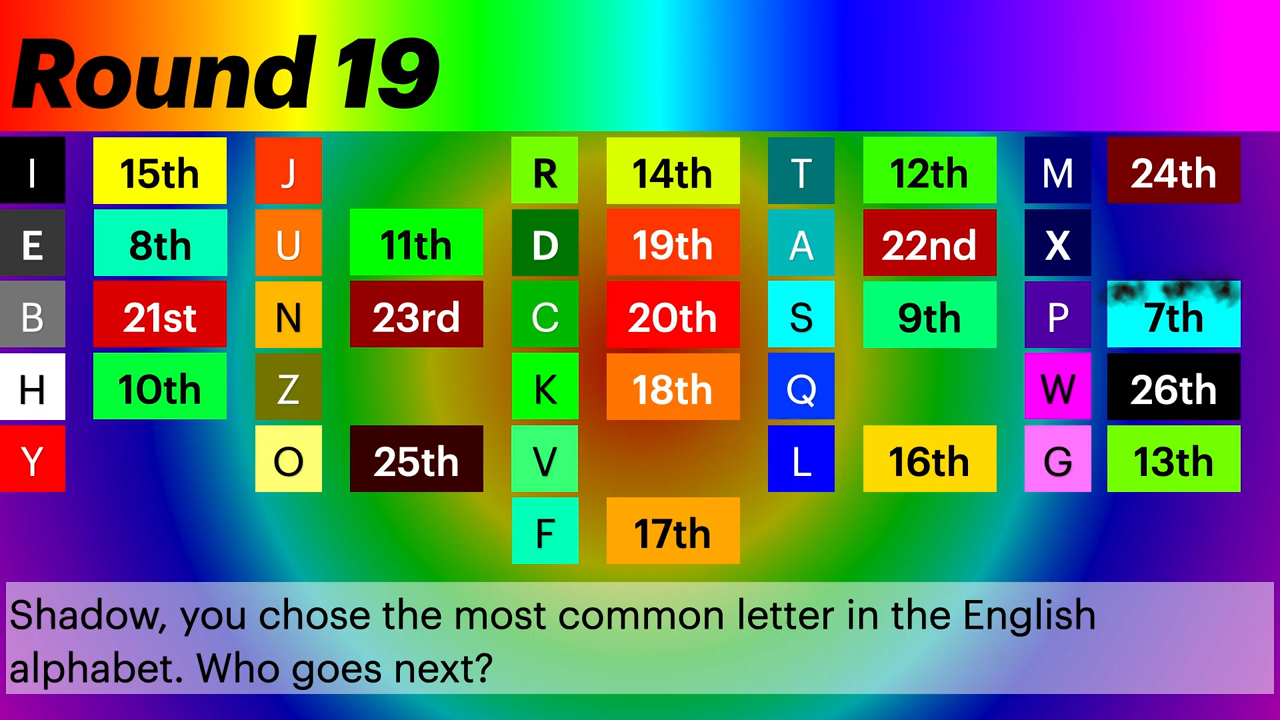 Round 19
I 15th J R 14th T 12th M 24th
E 8th U 11th D 19th A 22nd X
B 21st N 23rd C 20th S 9th P 7th
H 10th Z K 18th Q W 26th
Y O 25th V L 16th G 13th
F 17th
Shadow, you chose the most common letter in the English
alphabet. Who goes next?